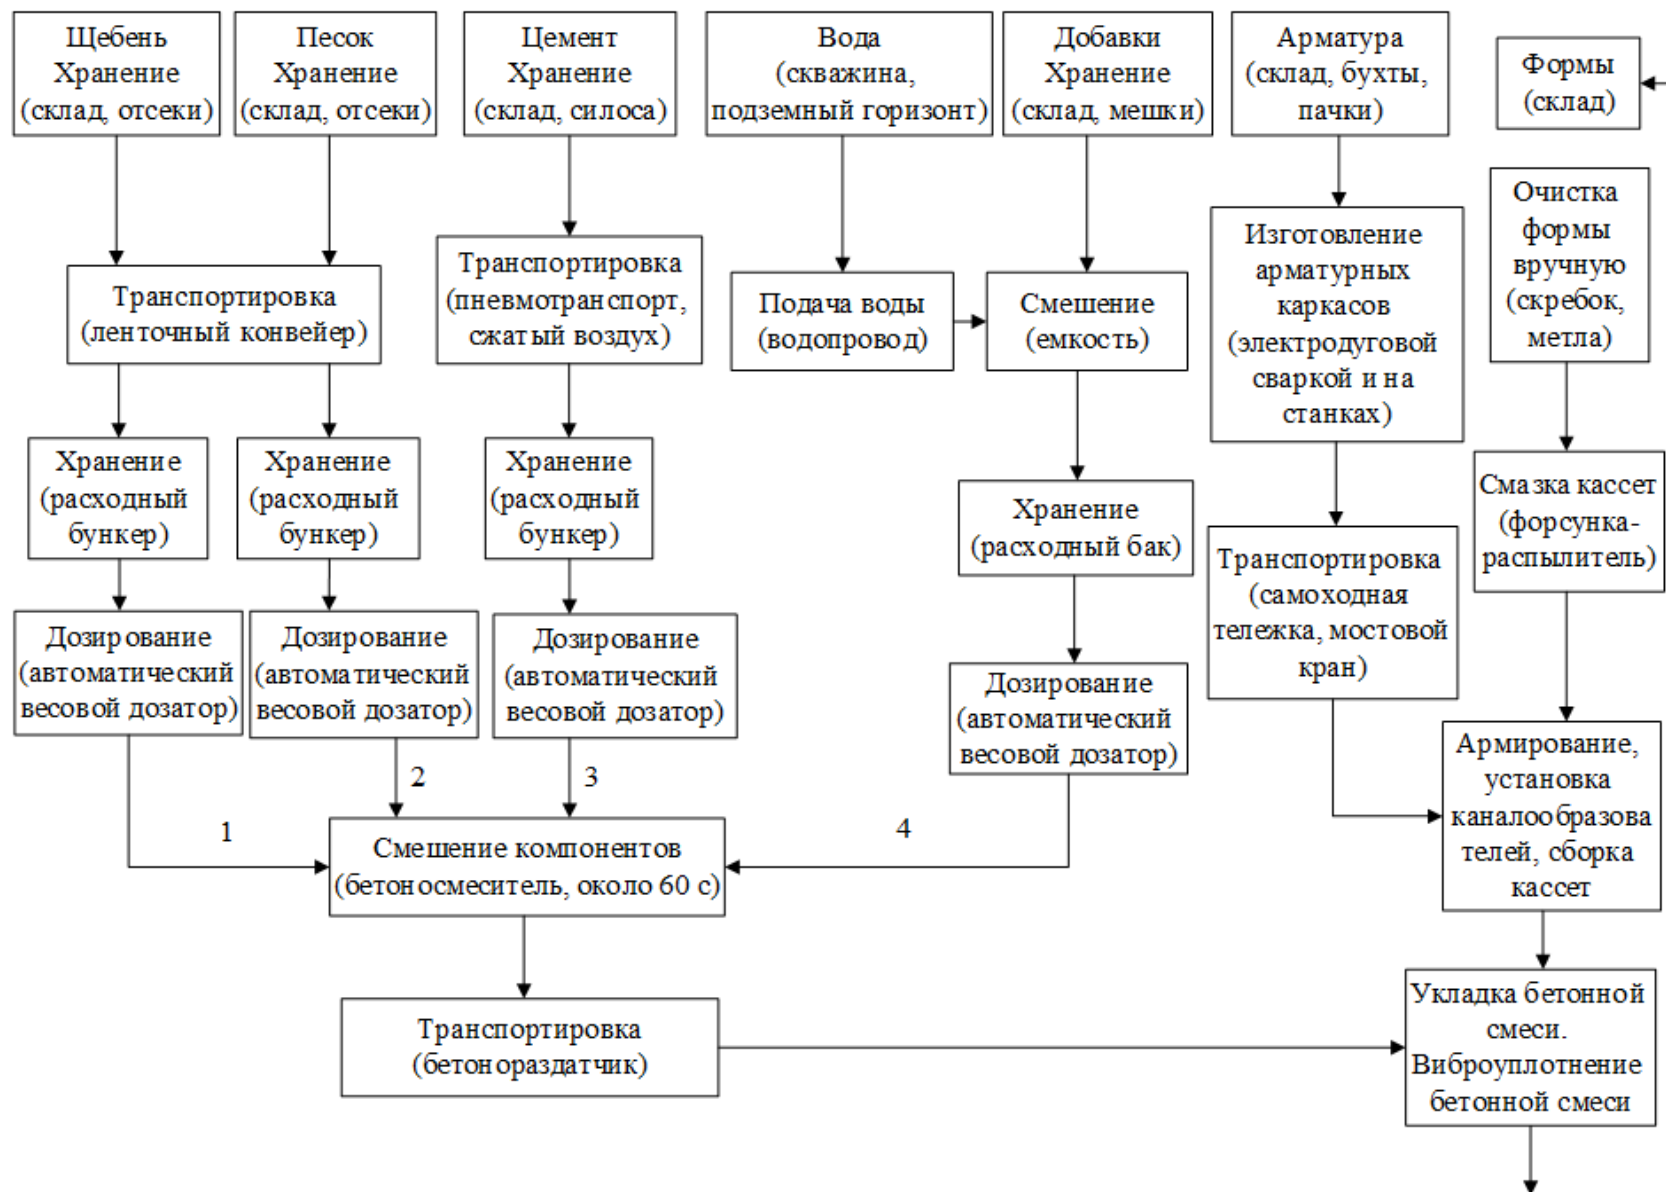 Щебень
Хранение
(склад, отсеки)
Песок
Хранение
(склад, отсеки)
Цемент
Хранение
(склад, силоса)
Вода
(скважина,
подземный горизонт)
Добавки
Хранение
(склад, мешки)
Арматура
(склад, бухты,
пачки)
Формы
(склад)
Транспортировка
(ленточный конвейер)
Транспортировка
(пневмотранспорт,
сжатый воздух)
Подача воды
(водопровод)
Смешение
(емкость)
Изготовление
арматурных
каркасов
(электродуговой
сваркой и на
станках)
Очистка
формы
вручную
(скребок,
метла)
Хранение
(расходный
бункер)
Хранение
(расходный
бункер)
Хранение
(расходный
бункер)
Хранение
(расходный бак)
Транспортировка
(самоходная
тележка, мостовой
кран)
Смазка кассет
(форсунка-
распылитель)
Дозирование
(автоматический
весовой дозатор)
Дозирование
(автоматический
весовой дозатор)
Дозирование
(автоматический
весовой дозатор)
Дозирование
(автоматический
весовой дозатор)
Армирование,
установка
каналообразова
телей, сборка
кассет
1
2
3
4
Смешение компонентов
(бетоносмеситель, около 60 с)
Транспортировка
(бетонораздатчик)
Укладка бетонной
смеси.
Виброуплотнение
бетонной смеси